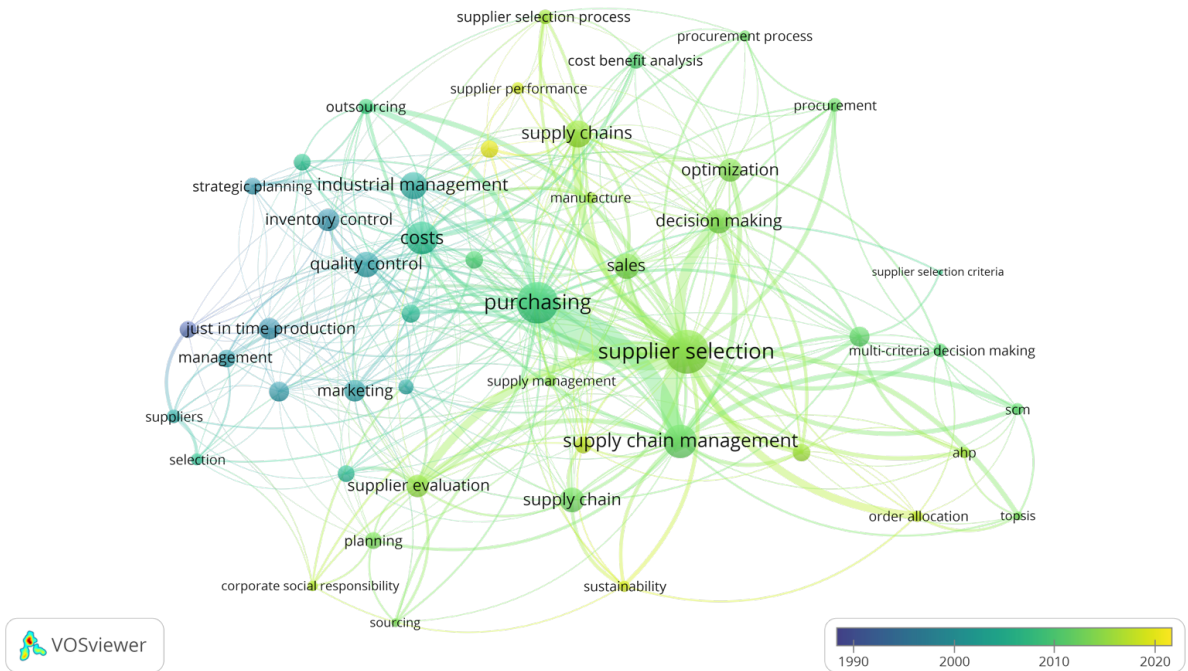 supplier selection process
procurement process
cost benefit analysis
supplier performance
outsourcing
procurement
supply chains
optimization
strategic planning
industrial management
manufacture
inventory control
decision making
costs
quality control
sales
supplier selection criteria
purchasing
just in time production
supplier selection
multi-criteria decision making
management
supply management
marketing
suppliers
scm
supply chain management
selection
ahp
supplier evaluation
supply chain
order allocation
topsis
planning
corporate social responsibility
sustainability
sourcing
VOSviewer
1990
2000
2010
2020